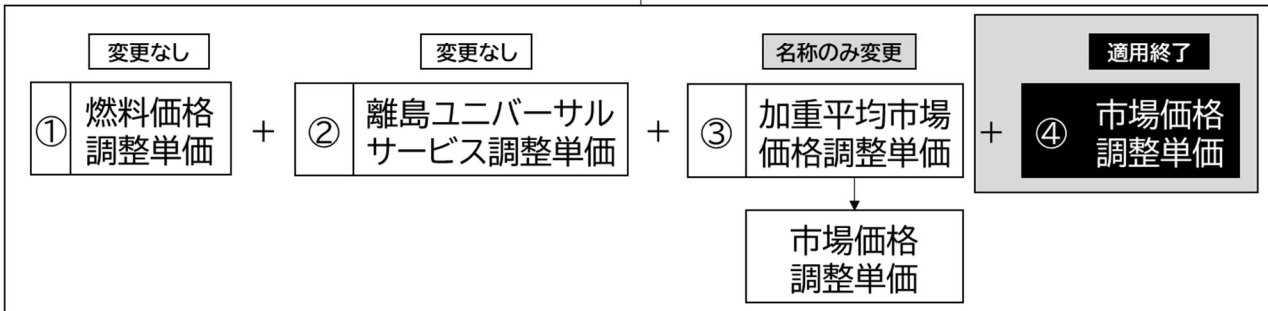 変更なし
変更なし
名称のみ変更
適用終了
①
燃料価格
調整単価
+
②
離島ユニバーサル
サービス調整単価
+
③
加重平均市場
価格調整単価
+
④
市場価格
調整単価
市場価格
調整単価